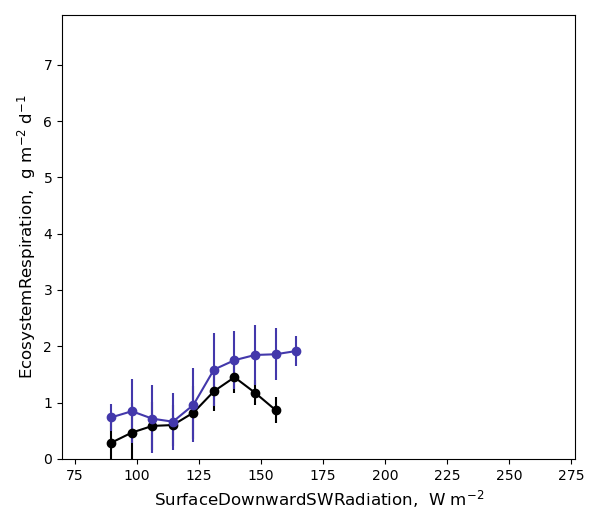 7
6
5
4
3
2
1
0
EcosystemRespiration,  g m⁻² d⁻¹
75 100 125 150 175 200 225 250 275
SurfaceDownwardSWRadiation,  W m⁻²